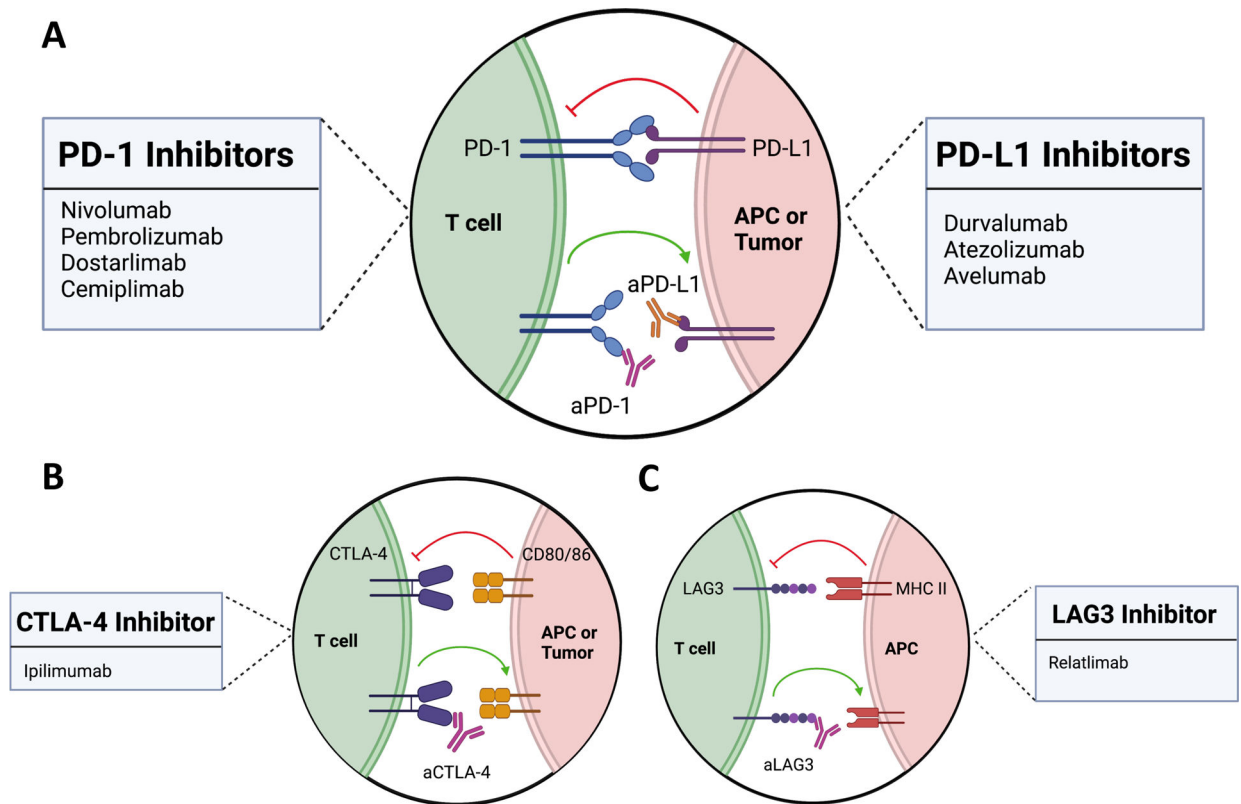 A
PD-1 Inhibitors
Nivolumab
Pembrolizumab
Dostarlimab
Cemiplimab
PD-1
PD-L1
T cell
APC or
Tumor
aPD-L1
aPD-1
PD-L1 Inhibitors
Durvalumab
Atezolizumab
Avelumab
B
CTLA-4 Inhibitor
Ipilimumab
CTLA-4
CD80/86
T cell
APC or
Tumor
aCTLA-4
C
LAG3
MHC II
T cell
APC
aLAG3
LAG3 Inhibitor
Relatlimab